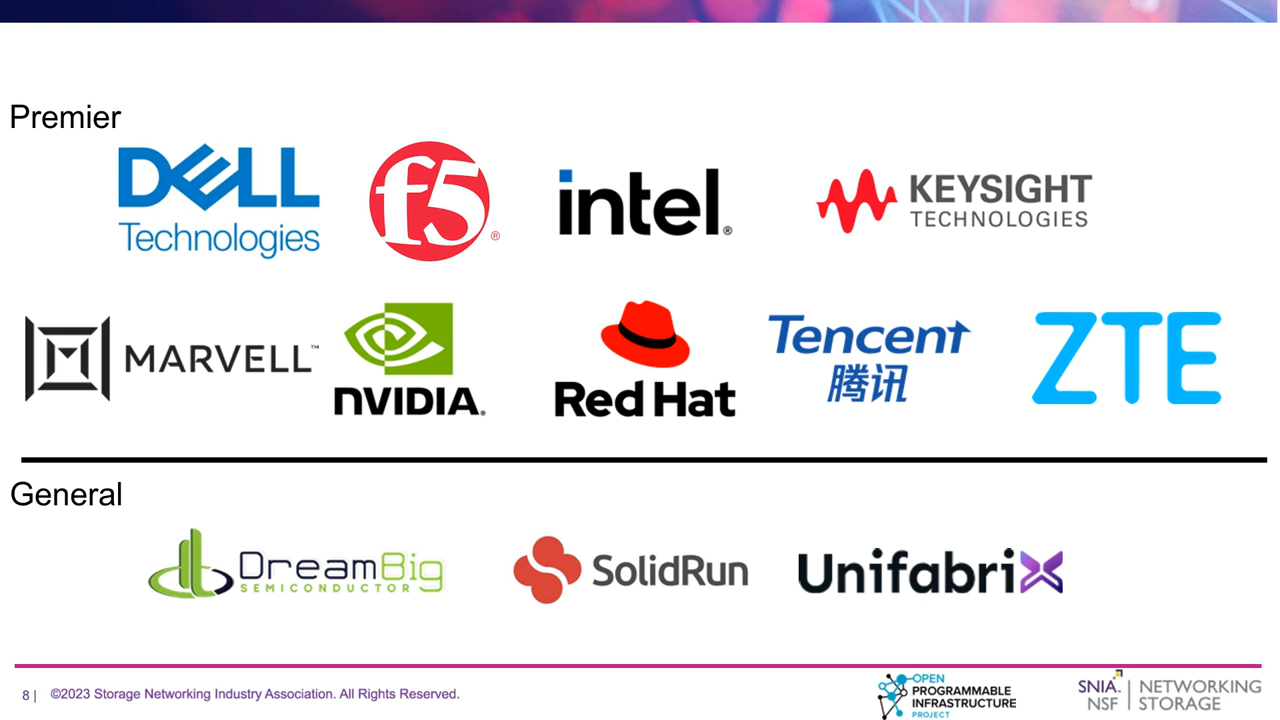 Premier
DELL
Technologies
f5®
intel®
KEYSIGHT
TECHNOLOGIES
MARVELL™
NVIDIA®
Red Hat
Tencent
腾讯
ZTE
General
DreamBig
SEMICONDUCTOR
SolidRun
Unifabrix
8 | ©2023 Storage Networking Industry Association. All Rights Reserved.
OPEN
PROGRAMMABLE
INFRASTRUCTURE
PROJECT
SNIA. | NETWORKING
NSF | STORAGE